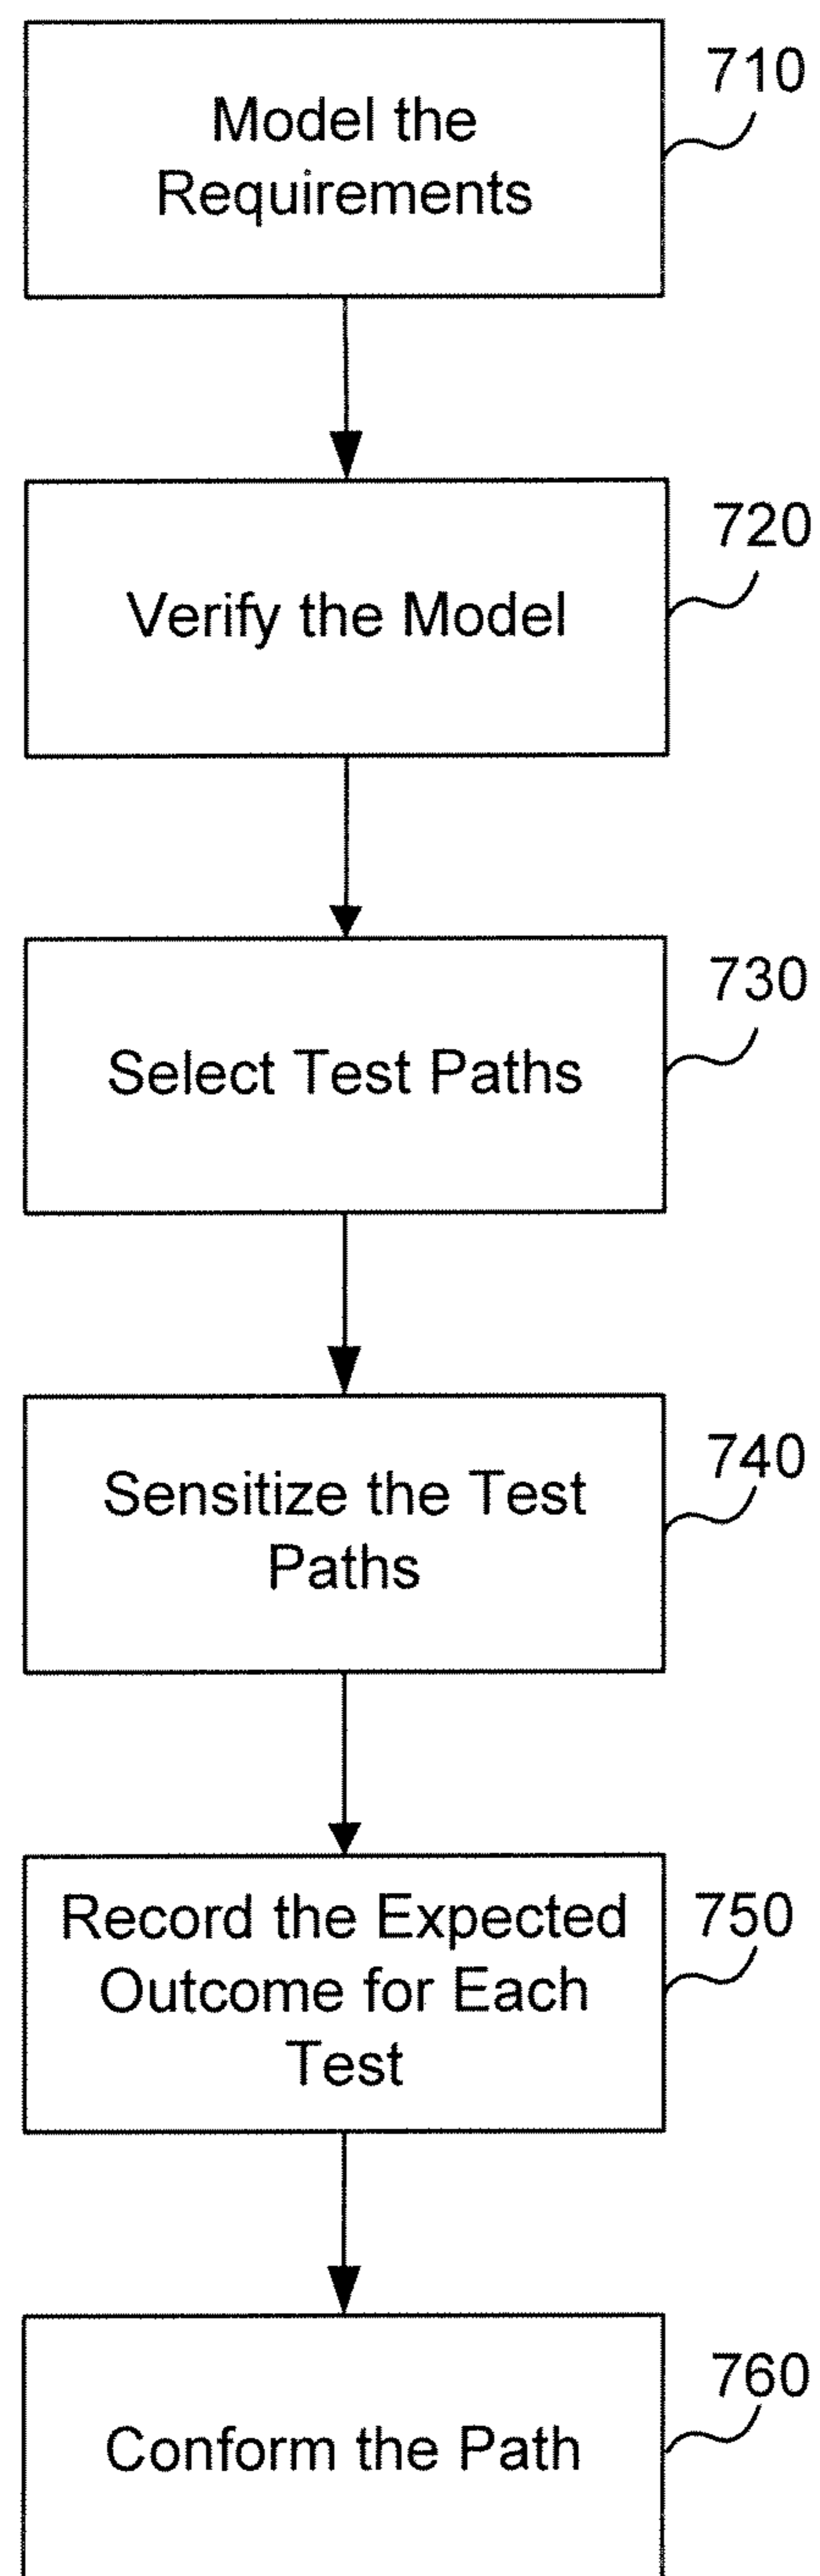 710
Model the
Requirements
720
Verify the Model
730
Select Test Paths
740
Sensitize the Test
Paths
750
Record the Expected
Outcome for Each
Test
760
Conform the Path